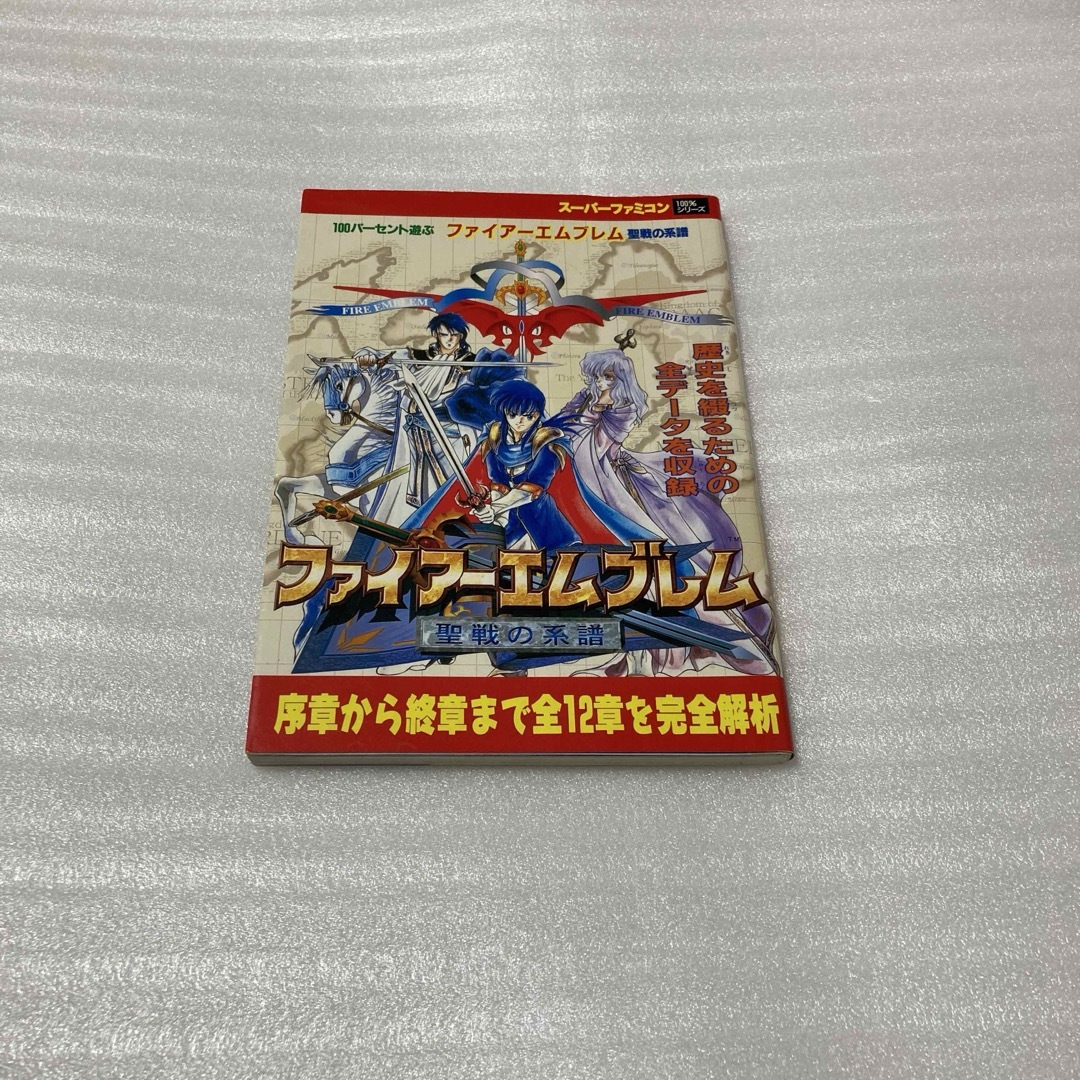 スーパーファミコン 100%シリーズ
100パーセント遊ぶ ファイアーエムブレム 聖戦の系譜
FIRE EMBLEM
FIRE EMBLEM
歴史を綴るための
全データを収録
ファイアーエムブレム
TM
聖戦の系譜
序章から終章まで全12章を完全解析